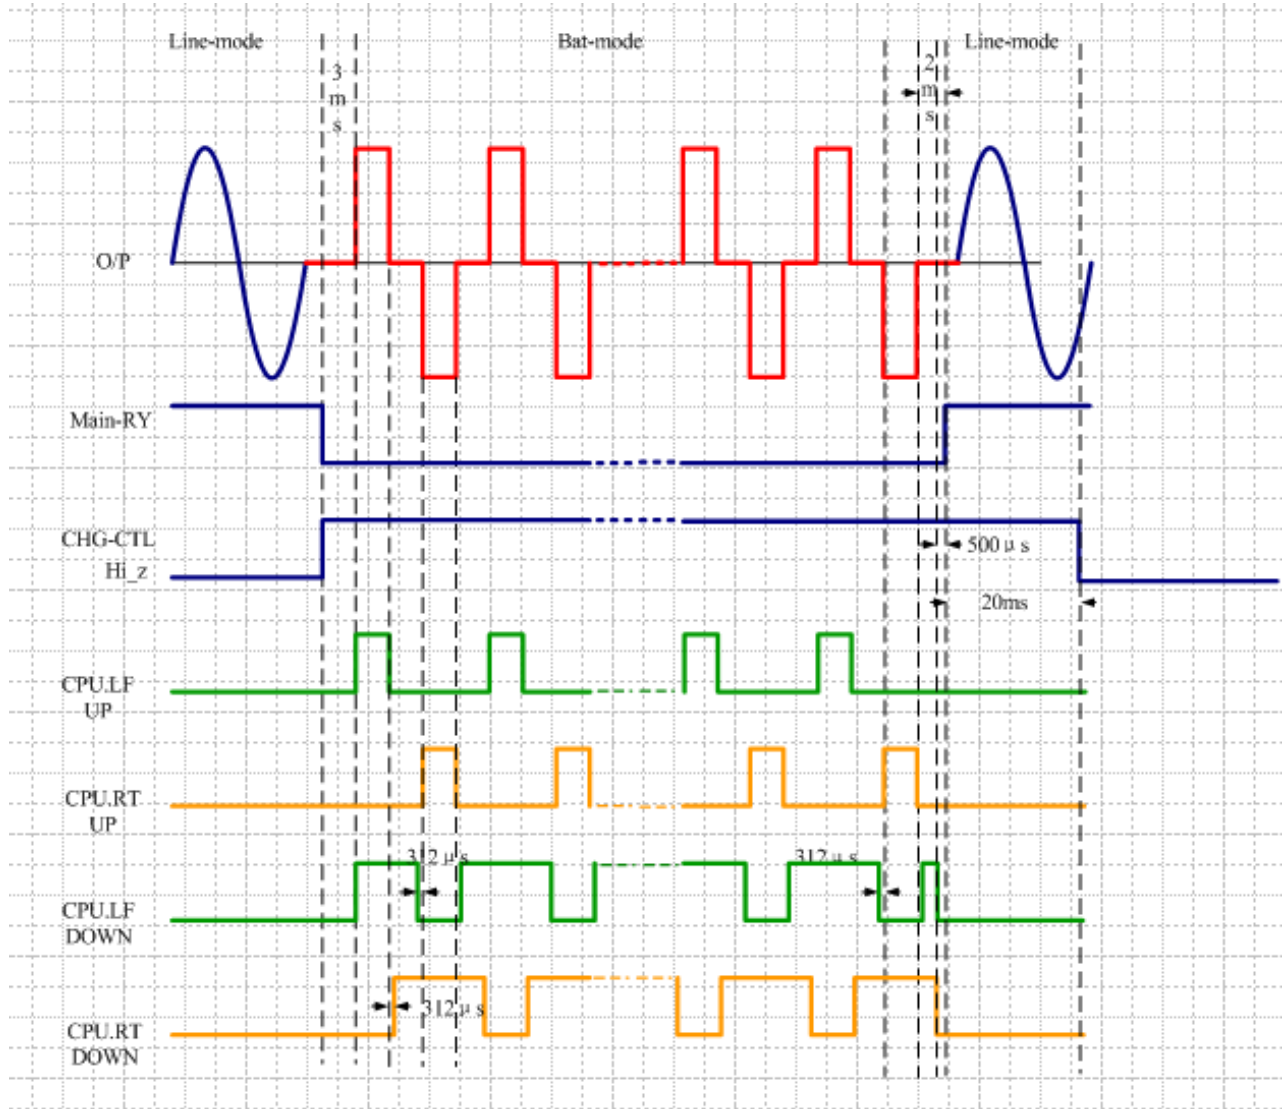 Line-mode
Bat-mode
Line-mode
3
m
s
2
m
s
O/P
Main-RY
CHG-CTL
Hi_z
500 μ s
20ms
CPU.LF
UP
CPU.RT
UP
312 μ s
312 μ s
CPU.LF
DOWN
312 μ s
CPU.RT
DOWN